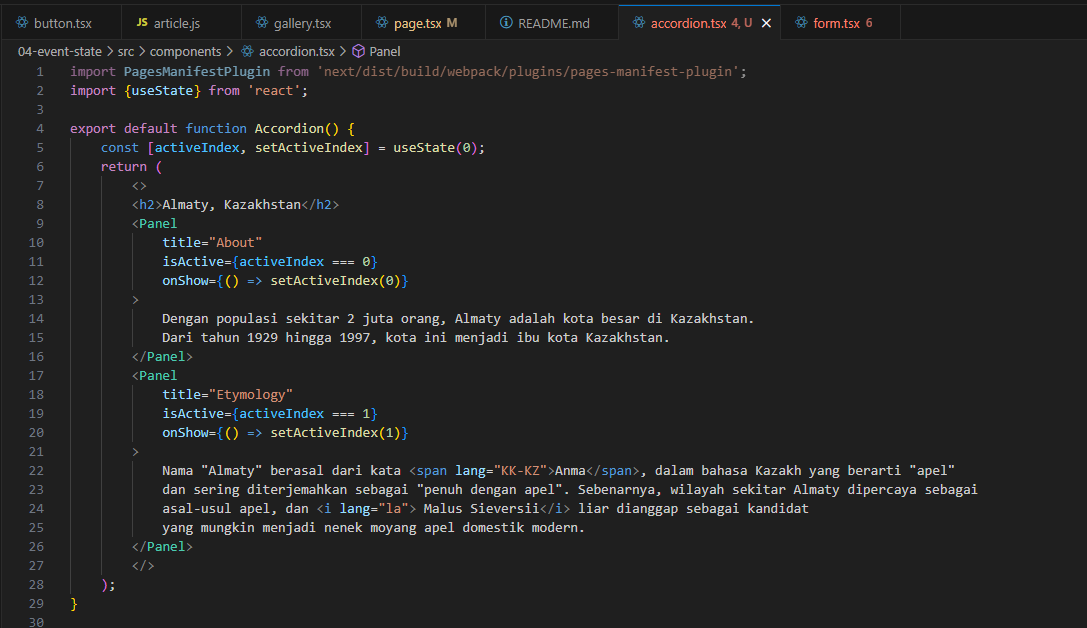 button.tsx JS article.js gallery.tsx page.tsx M README.md accordion.tsx 4, U form.tsx 6
04-event-state > src > components > accordion.tsx > Panel
1 import PagesManifestPlugin from 'next/dist/build/webpack/plugins/pages-manifest-plugin';
2 import {useState} from 'react';
3
4 export default function Accordion() {
5 const [activeIndex, setActiveIndex] = useState(0);
6 return (
7 <>
8 <h2>Almaty, Kazakhstan</h2>
9 <Panel
10 title="About"
11 isActive={activeIndex === 0}
12 onShow={() => setActiveIndex(0)}
13 >
14 Dengan populasi sekitar 2 juta orang, Almaty adalah kota besar di Kazakhstan.
15 Dari tahun 1929 hingga 1997, kota ini menjadi ibu kota Kazakhstan.
16 </Panel>
17 <Panel
18 title="Etymology"
19 isActive={activeIndex === 1}
20 onShow={() => setActiveIndex(1)}
21 >
22 Nama "Almaty" berasal dari kata <span lang="KK-KZ">Anma</span>, dalam bahasa Kazakh yang berarti "apel"
23 dan sering diterjemahkan sebagai "penuh dengan apel". Sebenarnya, wilayah sekitar Almaty dipercaya sebagai
24 asal-usul apel, dan <i lang="la"> Malus Sieversii</i> liar dianggap sebagai kandidat
25 yang mungkin menjadi nenek moyang apel domestik modern.
26 </Panel>
27 </>
28 );
29 }
30